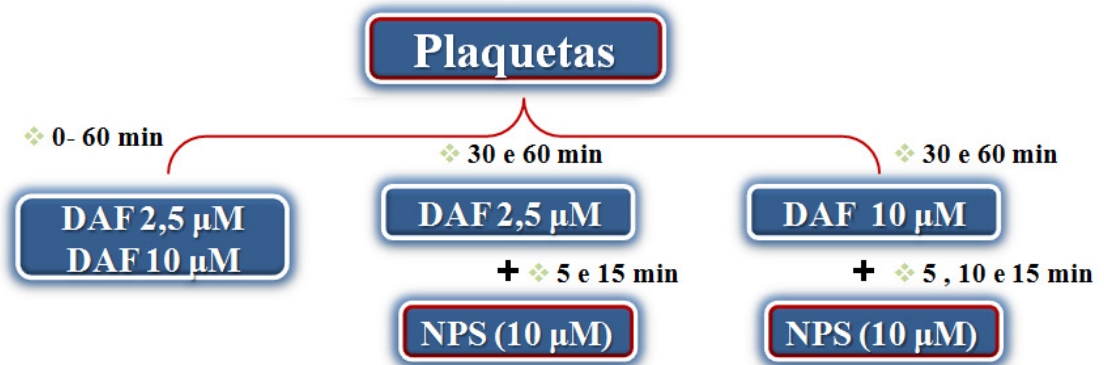 Plaquetas
0- 60 min
30 e 60 min
30 e 60 min
DAF 2,5 µM
DAF 10 µM
DAF 2,5 µM
DAF 10 µM
+ 5 e 15 min
+ 5 , 10 e 15 min
NPS (10 µM)
NPS (10 µM)